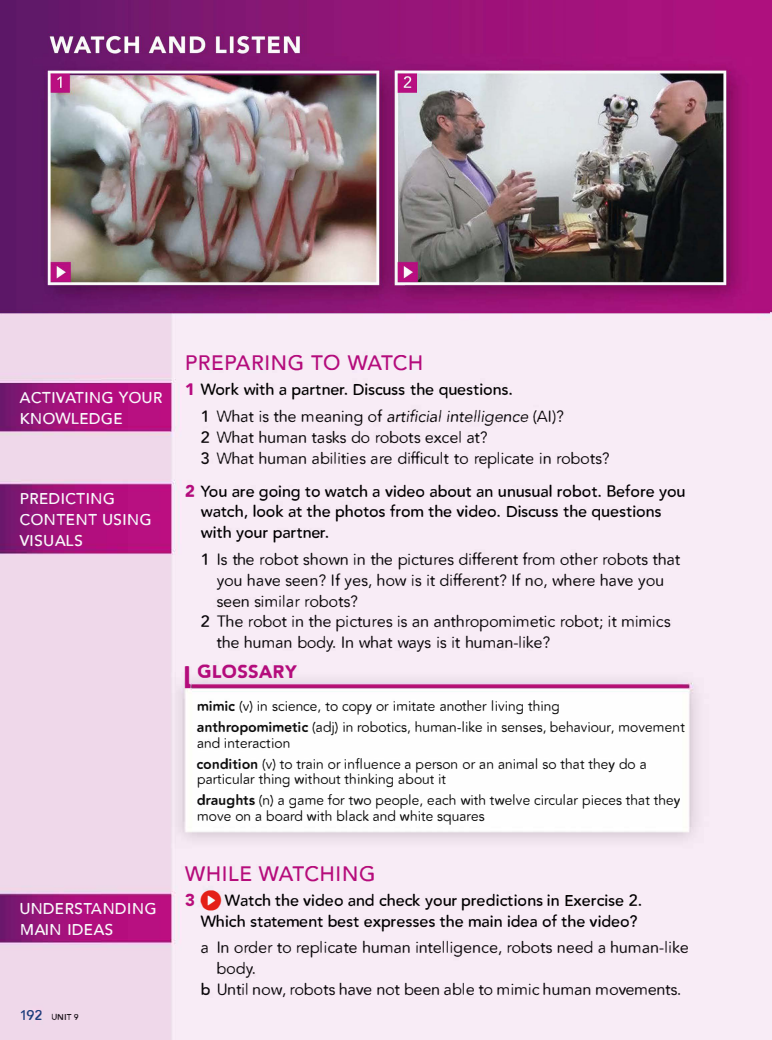 WATCH AND LISTEN
1
2
PREPARING TO WATCH
ACTIVATING YOUR
KNOWLEDGE
1 Work with a partner. Discuss the questions.
1 What is the meaning of artificial intelligence (AI)?
2 What human tasks do robots excel at?
3 What human abilities are difficult to replicate in robots?
PREDICTING
CONTENT USING
VISUALS
2 You are going to watch a video about an unusual robot. Before you
watch, look at the photos from the video. Discuss the questions
with your partner.
1 Is the robot shown in the pictures different from other robots that
you have seen? If yes, how is it different? If no, where have you
seen similar robots?
2 The robot in the pictures is an anthropomimetic robot; it mimics
the human body. In what ways is it human-like?
GLOSSARY
mimic (v) in science, to copy or imitate another living thing
anthropomimetic (adj) in robotics, human-like in senses, behaviour, movement
and interaction
condition (v) to train or influence a person or an animal so that they do a
particular thing without thinking about it
draughts (n) a game for two people, each with twelve circular pieces that they
move on a board with black and white squares
WHILE WATCHING
UNDERSTANDING
MAIN IDEAS
3 Watch the video and check your predictions in Exercise 2.
Which statement best expresses the main idea of the video?
a In order to replicate human intelligence, robots need a human-like
body.
b Until now, robots have not been able to mimic human movements.
192 UNIT 9